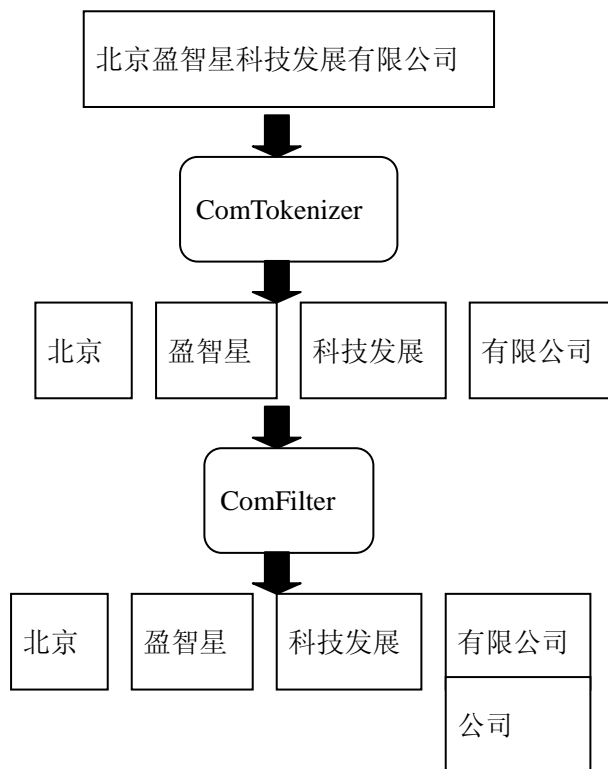 北京盈智星科技发展有限公司
ComTokenizer
北京 盈智星 科技发展 有限公司
ComFilter
北京 盈智星 科技发展 有限公司
公司